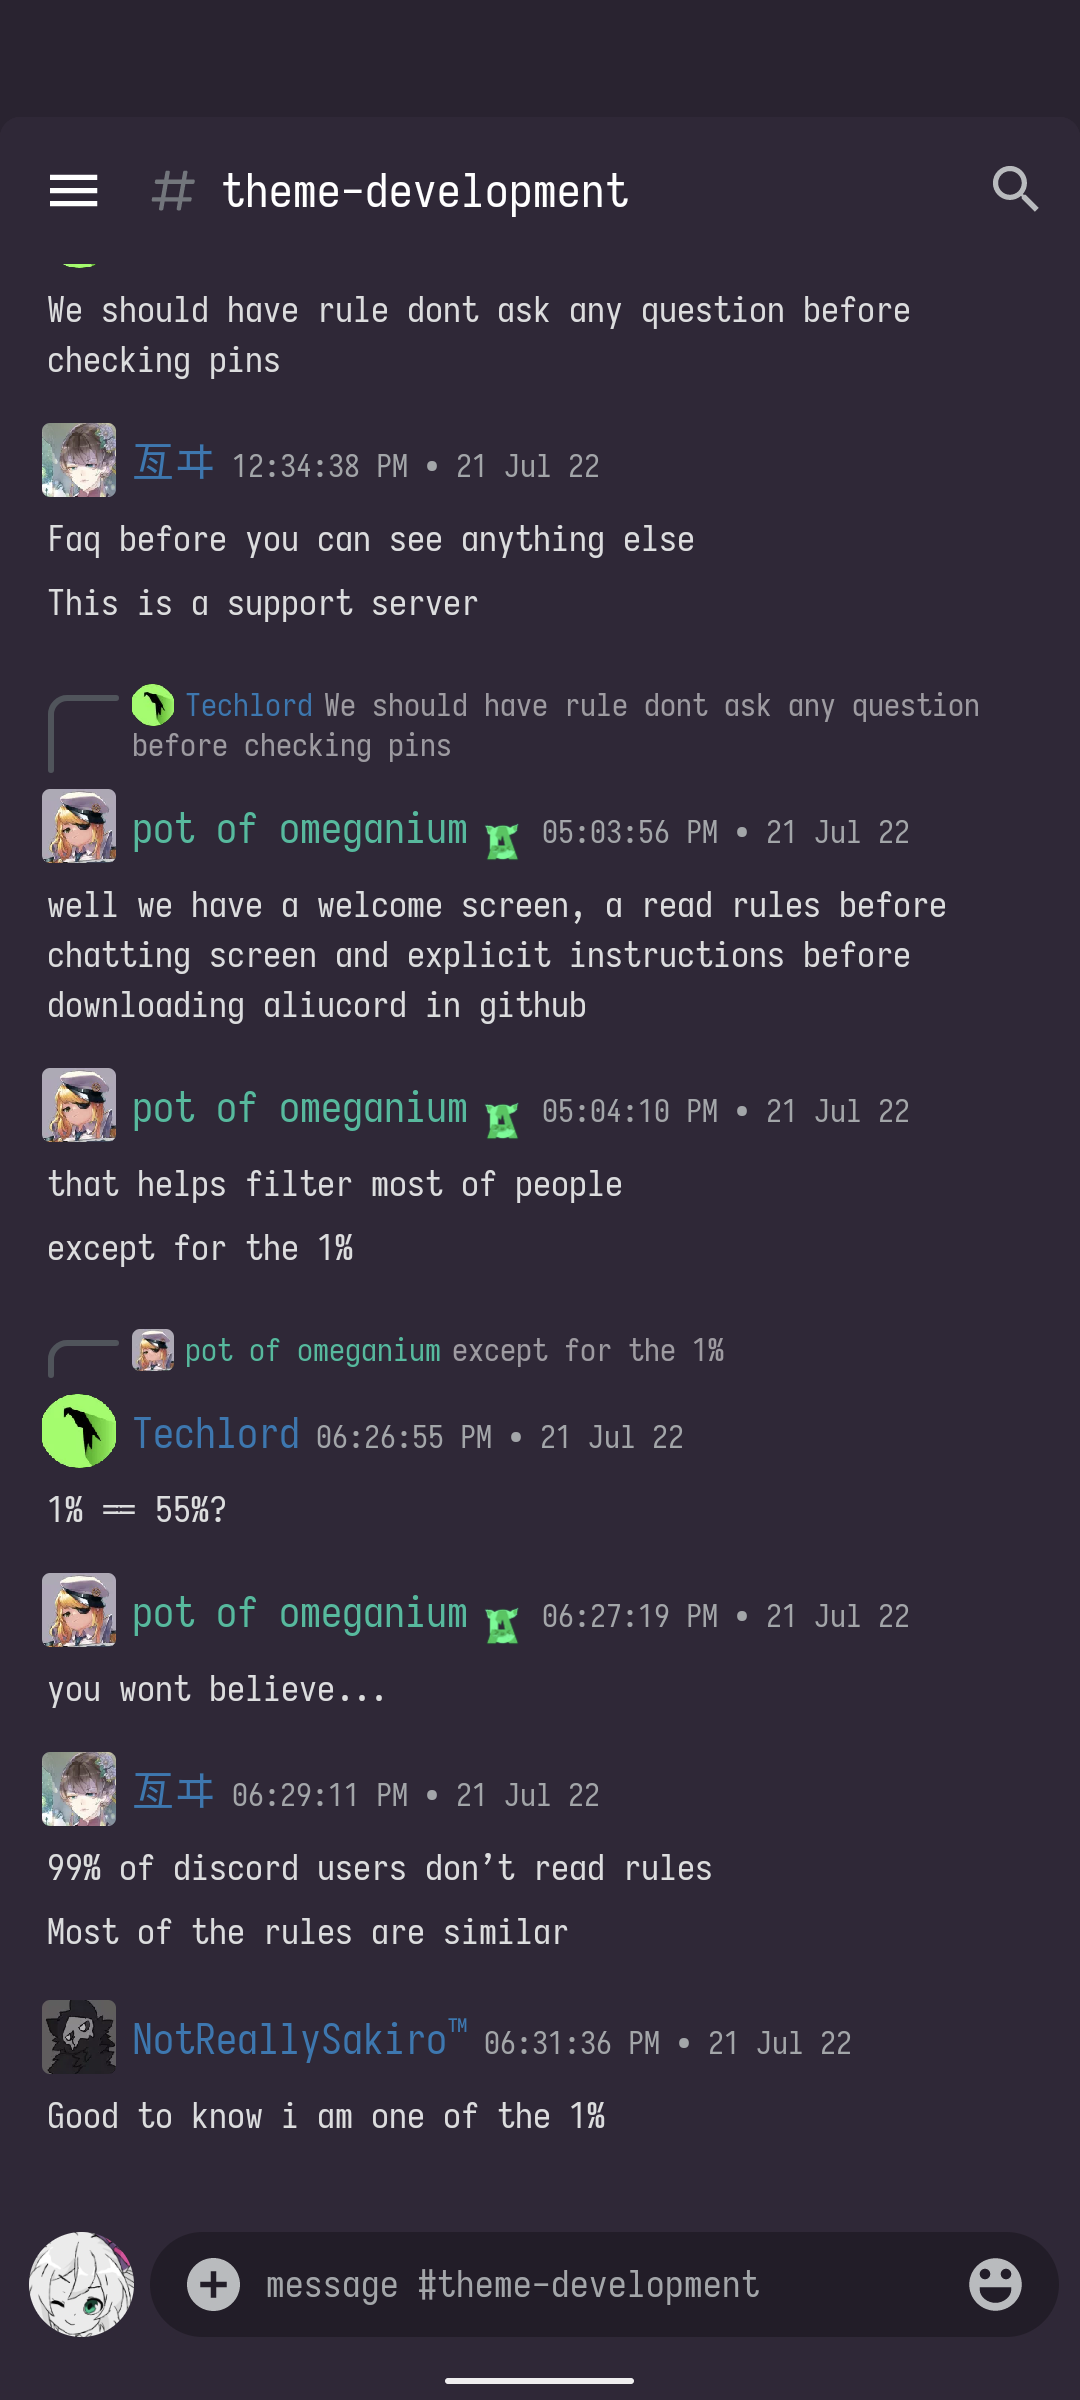 # theme-development
We should have rule dont ask any question before
checking pins
亙ヰ 12:34:38 PM • 21 Jul 22
Faq before you can see anything else
This is a support server
Techlord We should have rule dont ask any question
before checking pins
pot of omeganium 05:03:56 PM • 21 Jul 22
well we have a welcome screen, a read rules before
chatting screen and explicit instructions before
downloading aliucord in github
pot of omeganium 05:04:10 PM • 21 Jul 22
that helps filter most of people
except for the 1%
pot of omeganium except for the 1%
Techlord 06:26:55 PM • 21 Jul 22
1% == 55%?
pot of omeganium 06:27:19 PM • 21 Jul 22
you wont believe...
亙ヰ 06:29:11 PM • 21 Jul 22
99% of discord users don’t read rules
Most of the rules are similar
NotReallySakiro™ 06:31:36 PM • 21 Jul 22
Good to know i am one of the 1%
message #theme-development